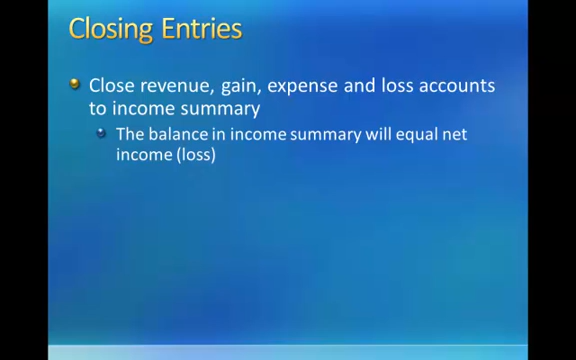 Closing Entries
Close revenue, gain, expense and loss accounts
to income summary
The balance in income summary will equal net
income (loss)